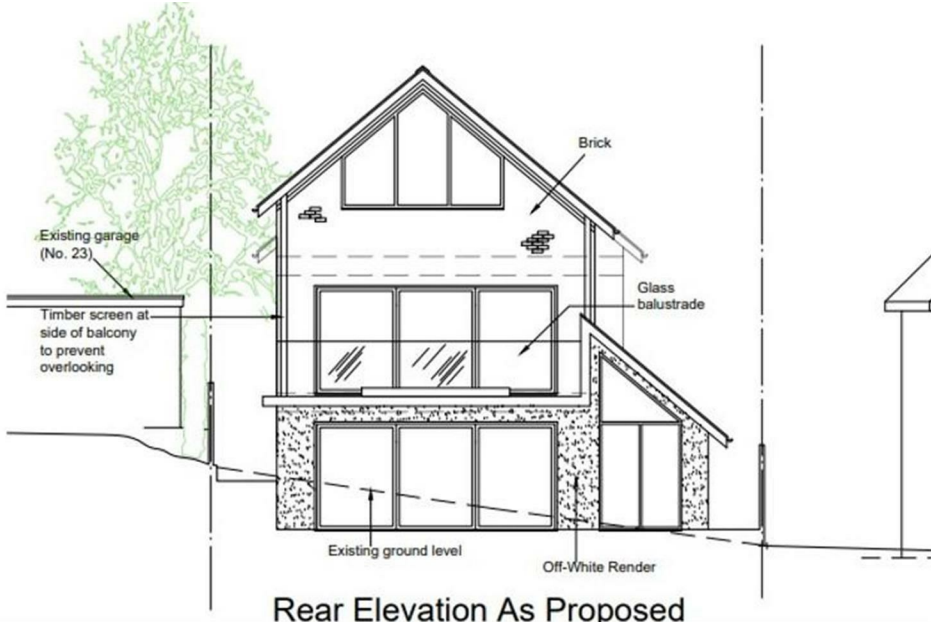 Brick
Existing garage
(No. 23)
Glass
balustrade
Timber screen at
side of balcony
to prevent
overlooking
Existing ground level
Off-White Render
Rear Elevation As Proposed